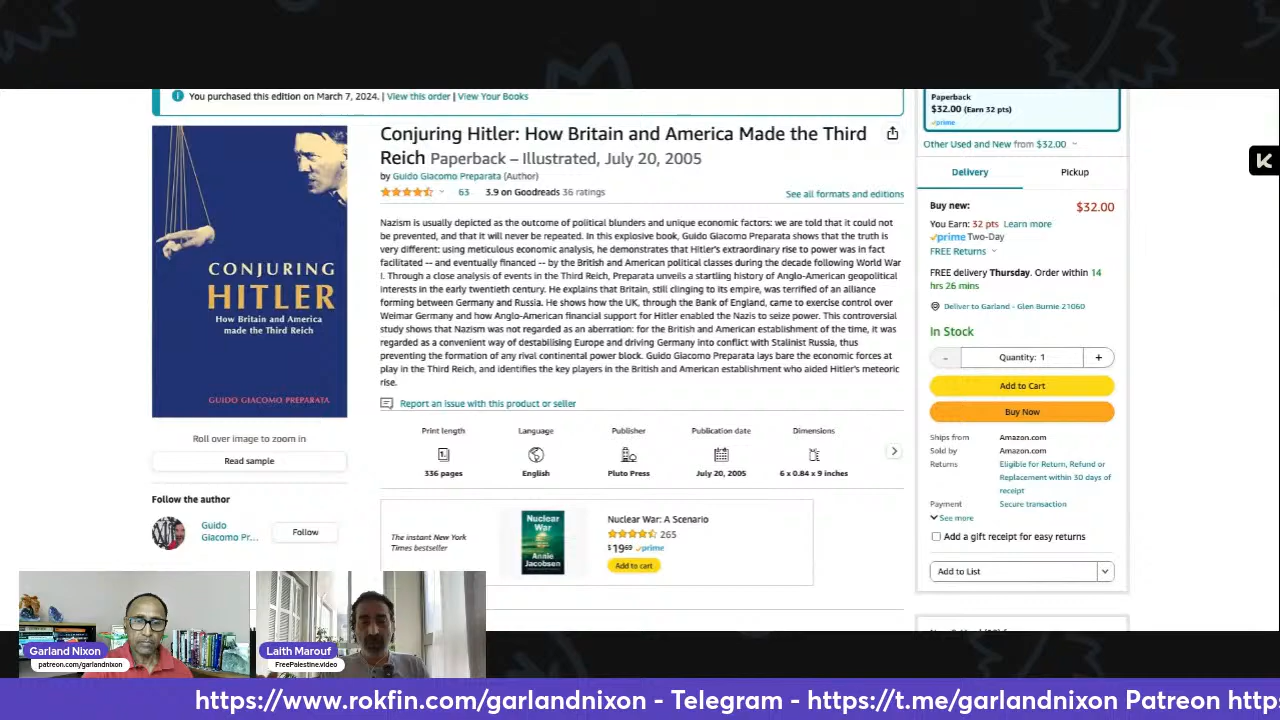 You purchased this edition on March 7, 2024. | View this order | View Your Books
CONJURING
HITLER
How Britain and America
made the Third Reich
GUIDO GIACOMO PREPARATA
Roll over image to zoom in
Read sample
Follow the author
Guido
Giacomo Pr...
Follow
Conjuring Hitler: How Britain and America Made the Third
Reich Paperback – Illustrated, July 20, 2005
by Guido Giacomo Preparata (Author)
63 3.9 on Goodreads 36 ratings
See all formats and editions
Nazism is usually depicted as the outcome of political blunders and unique economic factors: we are told that it could not
be prevented, and that it will never be repeated. In this explosive book, Guido Giacomo Preparata shows that the truth is
very different: using meticulous economic analysis, he demonstrates that Hitler's extraordinary rise to power was in fact
facilitated -- and eventually financed -- by the British and American political classes during the decade following World War
I. Through a close analysis of events in the Third Reich, Preparata unveils a startling history of Anglo-American geopolitical
interests in the early twentieth century. He explains that Britain, still clinging to its empire, was terrified of an alliance
forming between Germany and Russia. He shows how the UK, through the Bank of England, came to exercise control over
Weimar Germany and how Anglo-American financial support for Hitler enabled the Nazis to seize power. This controversial
study shows that Nazism was not regarded as an aberration: for the British and American establishment of the time, it was
regarded as a convenient way of destabilising Europe and driving Germany into conflict with Stalinist Russia, thus
preventing the formation of any rival continental power block. Guido Giacomo Preparata lays bare the economic forces at
play in the Third Reich, and identifies the key players in the British and American establishment who aided Hitler's meteoric
rise.
Report an issue with this product or seller
Print length
336 pages
Language
English
Publisher
Pluto Press
Publication date
July 20, 2005
Dimensions
6 x 0.84 x 9 inches
The instant New York
Times bestseller
Nuclear
War
Annie
Jacobsen
Nuclear War: A Scenario
265
$19.69 prime
Add to cart
Paperback
$32.00 (Earn 32 pts)
prime
Other Used and New from $32.00
Delivery
Pickup
Buy new:
$32.00
You Earn: 32 pts Learn more
prime Two-Day
FREE Returns
FREE delivery Thursday. Order within 14
hrs 26 mins
Deliver to Garland - Glen Burnie 21060
In Stock
- Quantity: 1 +
Add to Cart
Buy Now
Ships from Amazon.com
Sold by Amazon.com
Returns Eligible for Return, Refund or
Replacement within 30 days of
receipt
Payment Secure transaction
See more
Add a gift receipt for easy returns
Add to List
K
Garland Nixon
patreon.com/garlandnixon
Laith Marouf
FreePalestine.video
https://www.rokfin.com/garlandnixon - Telegram - https://t.me/garlandnixon Patreon http